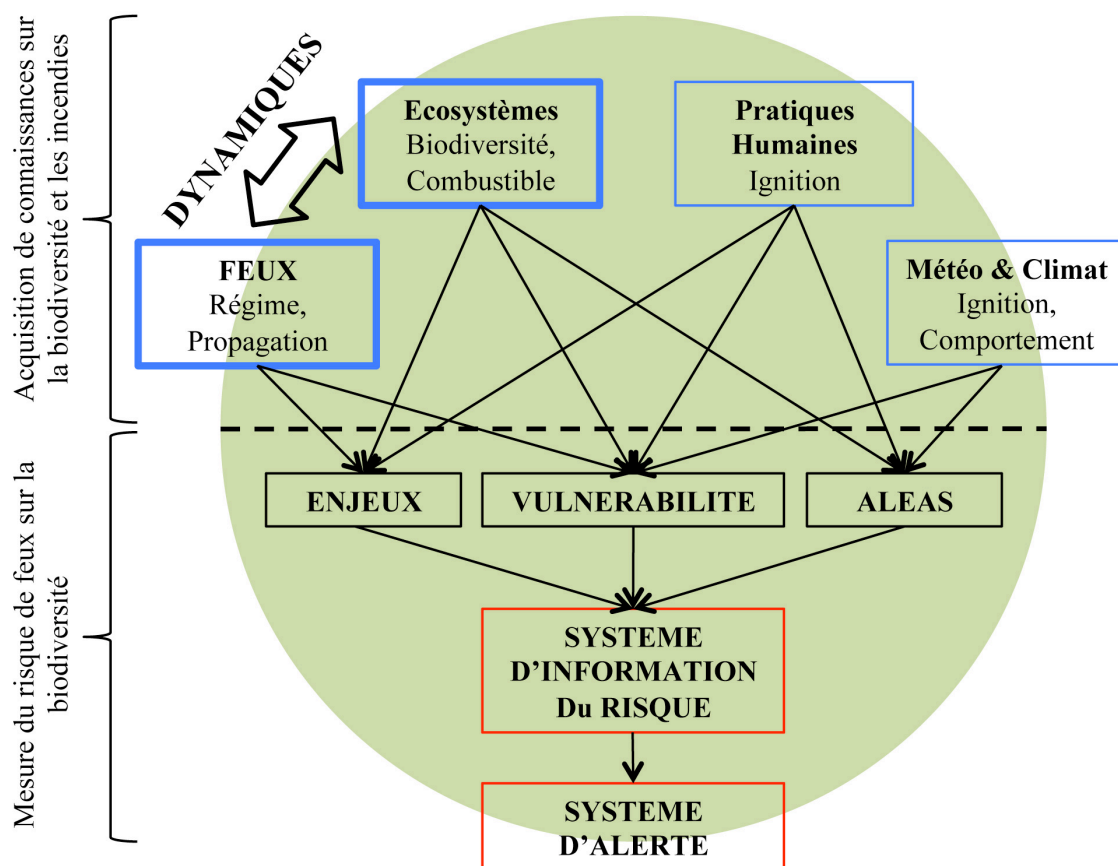 Acquisition de connaissances sur
la biodiversité et les incendies
DYNAMIQUES
Ecosystèmes
Biodiversité,
Combustible
Pratiques
Humaines
Ignition
FEUX
Régime,
Propagation
Météo & Climat
Ignition,
Comportement
Mesure du risque de feux sur la
biodiversité
ENJEUX
VULNERABILITE
ALEAS
SYSTEME
D’INFORMATION
Du RISQUE
SYSTEME
D’ALERTE